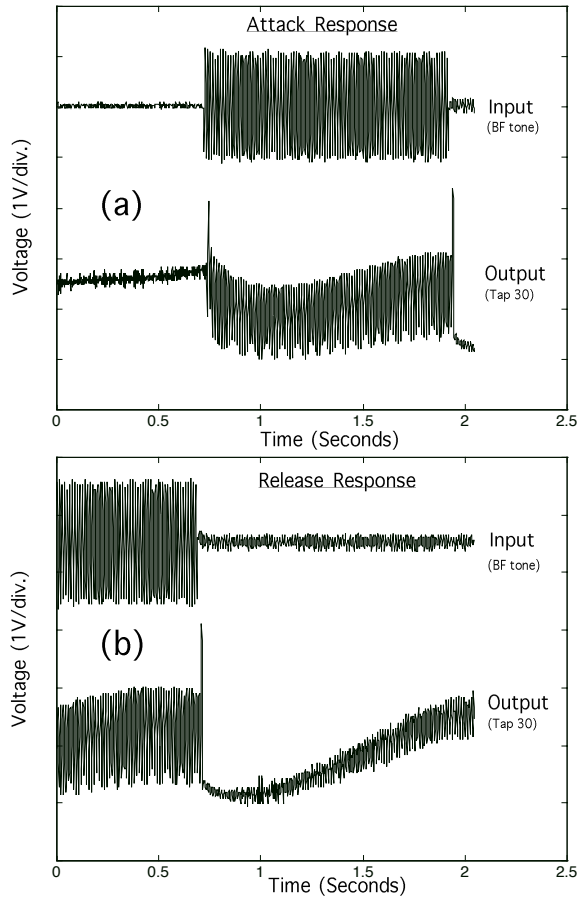 Attack Response
Input
(BF tone)
(a)
Voltage (1V/div.)
Output
(Tap 30)
0 0.5 1 1.5 2 2.5
Time (Seconds)
Release Response
Input
(BF tone)
(b)
Voltage (1V/div.)
Output
(Tap 30)
0 0.5 1 1.5 2 2.5
Time (Seconds)